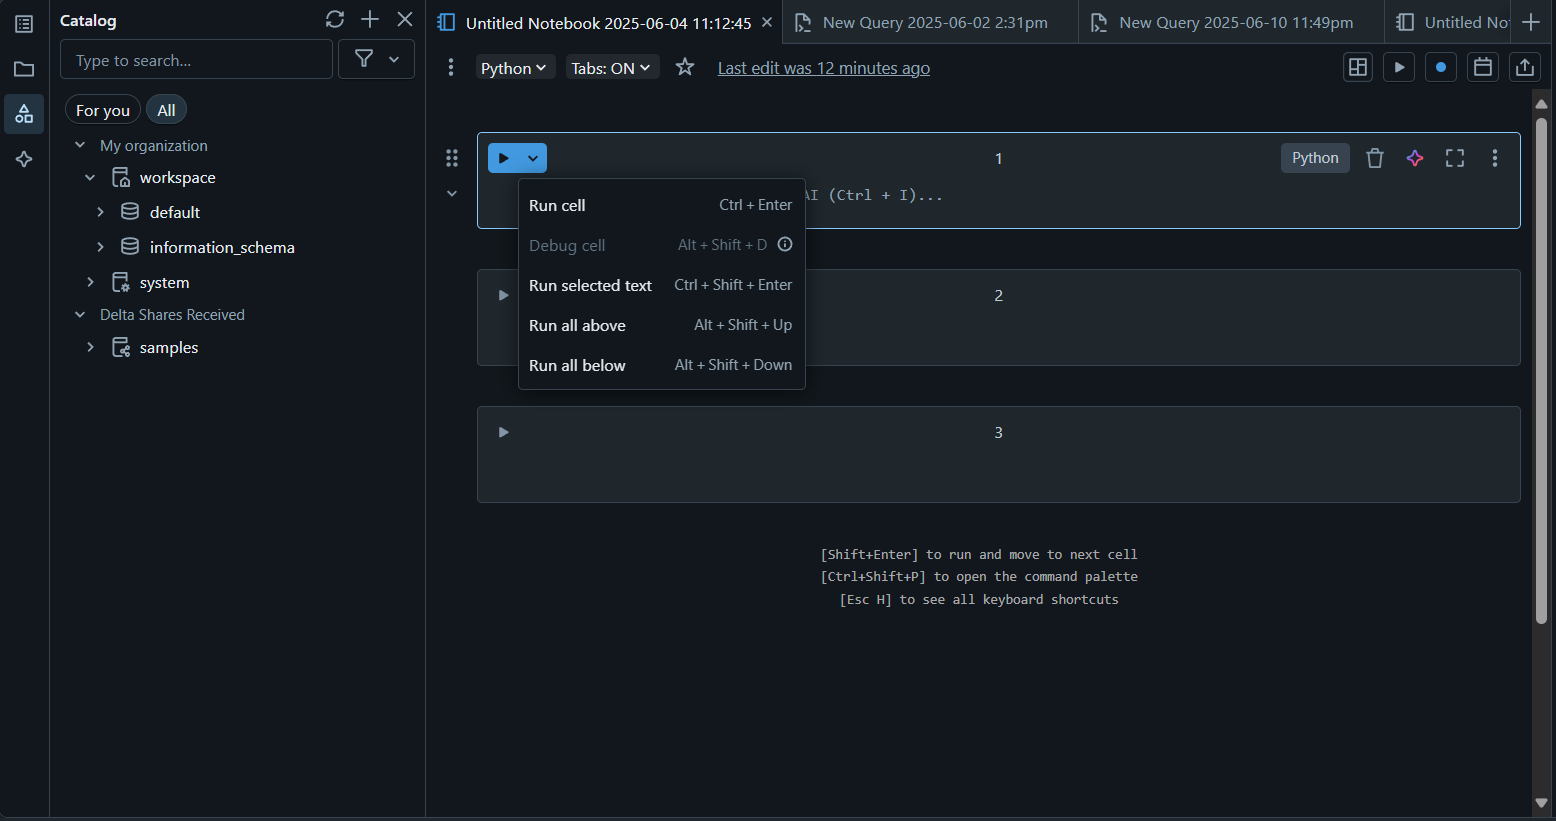 Catalog
Type to search...
For you
All
My organization
workspace
default
information_schema
system
Delta Shares Received
samples
Untitled Notebook 2025-06-04 11:12:45
New Query 2025-06-02 2:31pm
New Query 2025-06-10 11:49pm
Untitled No
Python
Tabs: ON
Last edit was 12 minutes ago
1
Python
AI (Ctrl + I)...
Run cell Ctrl + Enter
Debug cell Alt + Shift + D
Run selected text Ctrl + Shift + Enter
Run all above Alt + Shift + Up
Run all below Alt + Shift + Down
2
3
[Shift+Enter] to run and move to next cell
[Ctrl+Shift+P] to open the command palette
[Esc H] to see all keyboard shortcuts